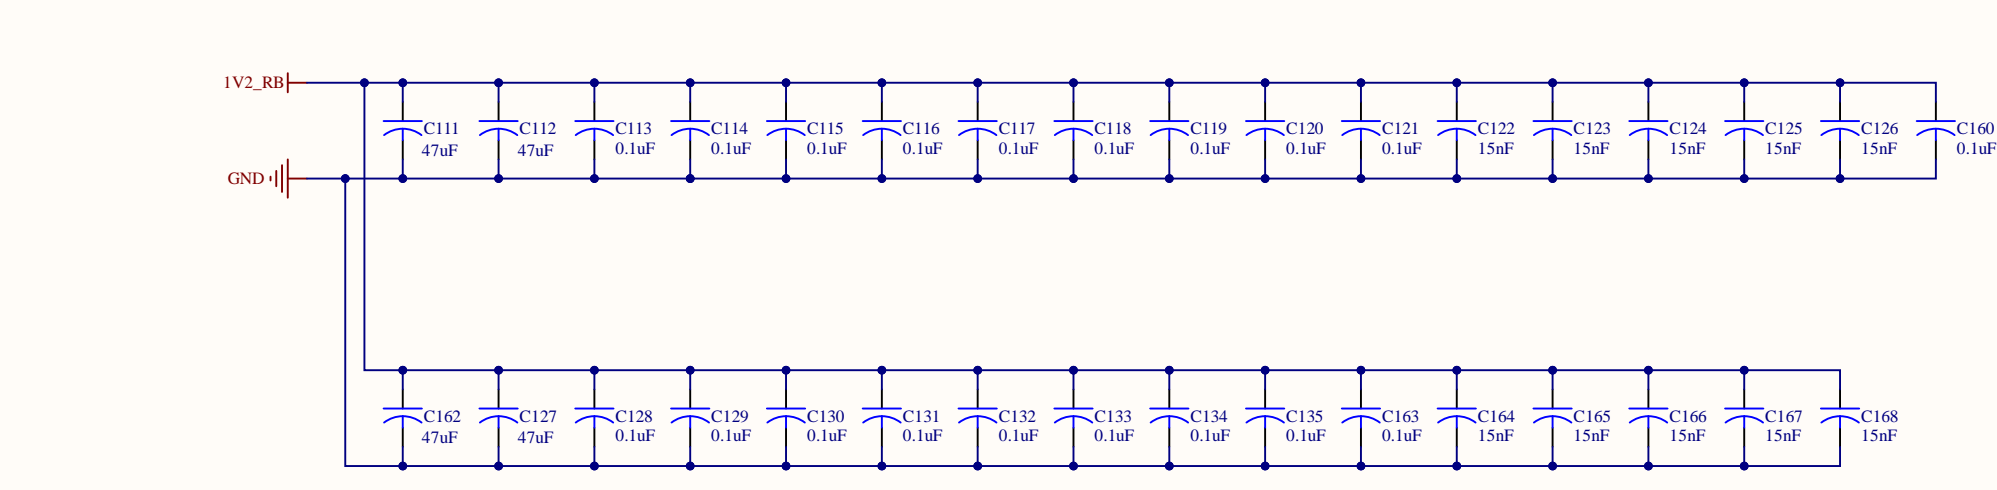 1V2_RB
C111 C112 C113 C114 C115 C116 C117 C118 C119 C120 C121 C122 C123 C124 C125 C126 C160
47uF 47uF 0.1uF 0.1uF 0.1uF 0.1uF 0.1uF 0.1uF 0.1uF 0.1uF 0.1uF 15nF 15nF 15nF 15nF 15nF 0.1uF
GND
C162 C127 C128 C129 C130 C131 C132 C133 C134 C135 C163 C164 C165 C166 C167 C168
47uF 47uF 0.1uF 0.1uF 0.1uF 0.1uF 0.1uF 0.1uF 0.1uF 0.1uF 0.1uF 15nF 15nF 15nF 15nF 15nF